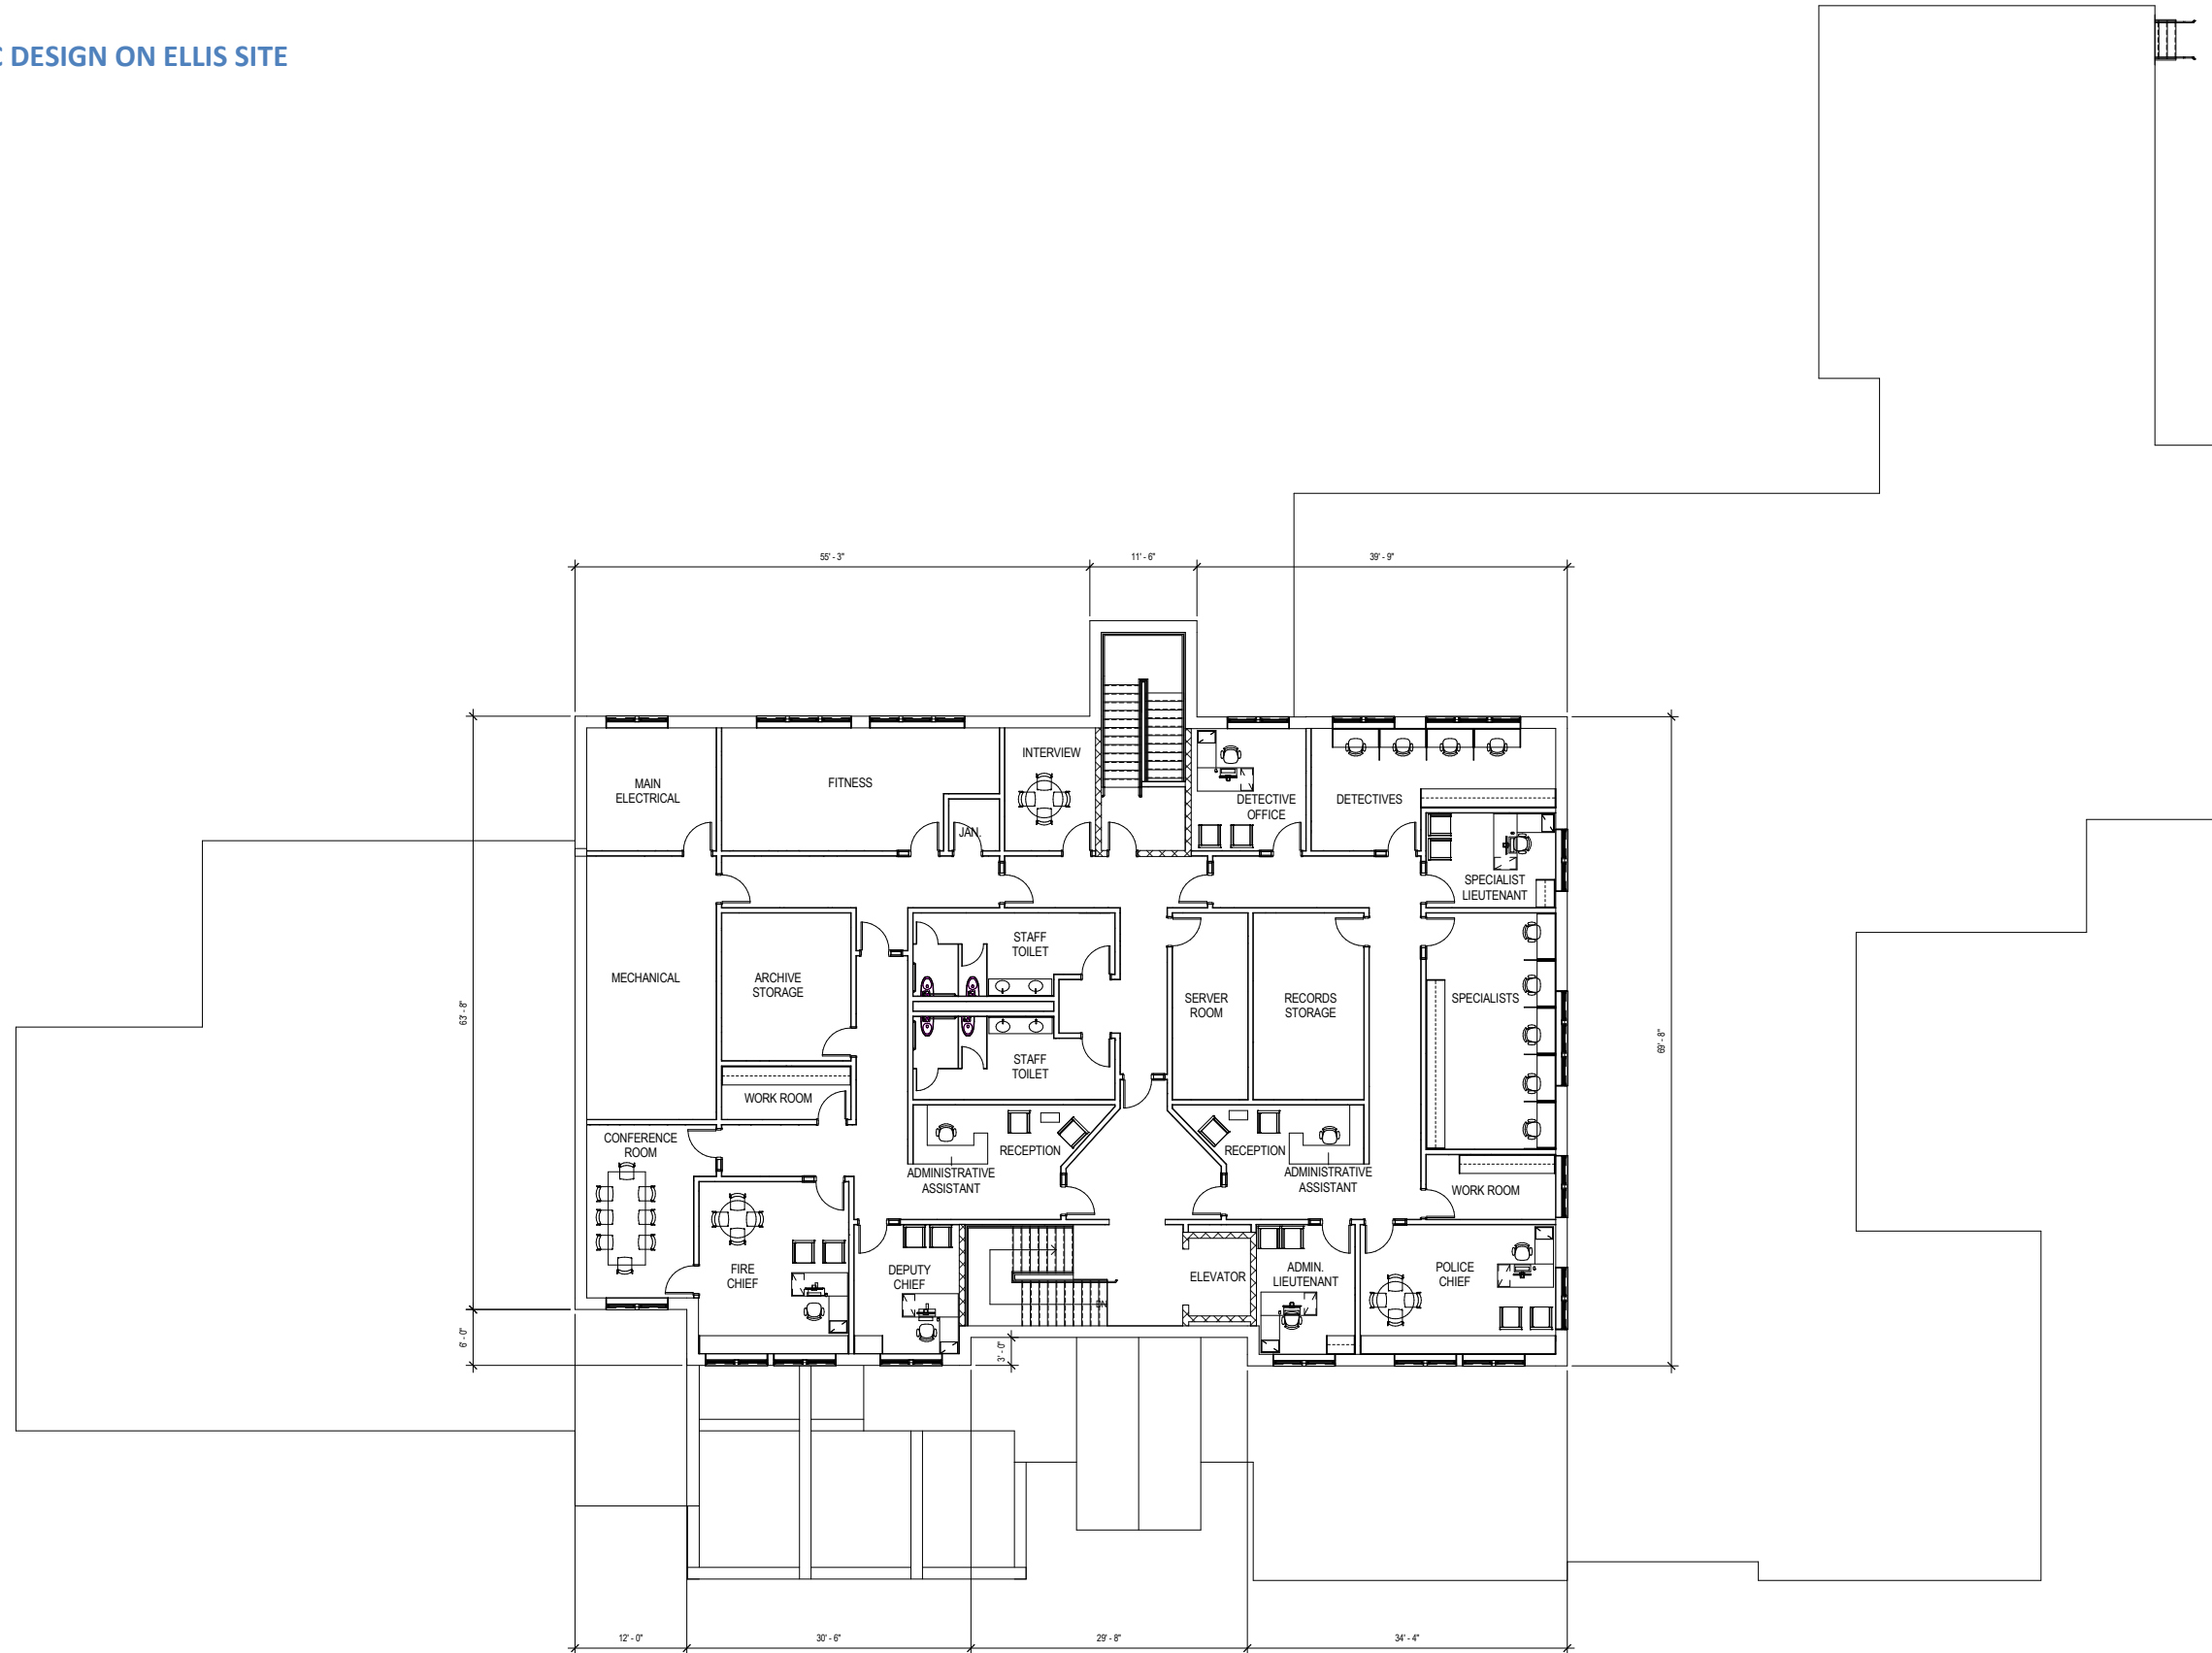 C DESIGN ON ELLIS SITE
55' - 3"
11' - 6"
39' - 9"
INTERVIEW
MAIN
ELECTRICAL
FITNESS
DETECTIVE
OFFICE
DETECTIVES
JAN.
SPECIALIST
LIEUTENANT
STAFF
TOILET
MECHANICAL
ARCHIVE
STORAGE
SERVER
ROOM
RECORDS
STORAGE
SPECIALISTS
63' - 8"
69' - 8"
STAFF
TOILET
WORK ROOM
CONFERENCE
ROOM
RECEPTION
RECEPTION
ADMINISTRATIVE
ASSISTANT
ADMINISTRATIVE
ASSISTANT
WORK ROOM
FIRE
CHIEF
DEPUTY
CHIEF
ELEVATOR
ADMIN.
LIEUTENANT
POLICE
CHIEF
DN
6' - 0"
3' - 0"
12' - 0"
30' - 6"
29' - 8"
34' - 4"